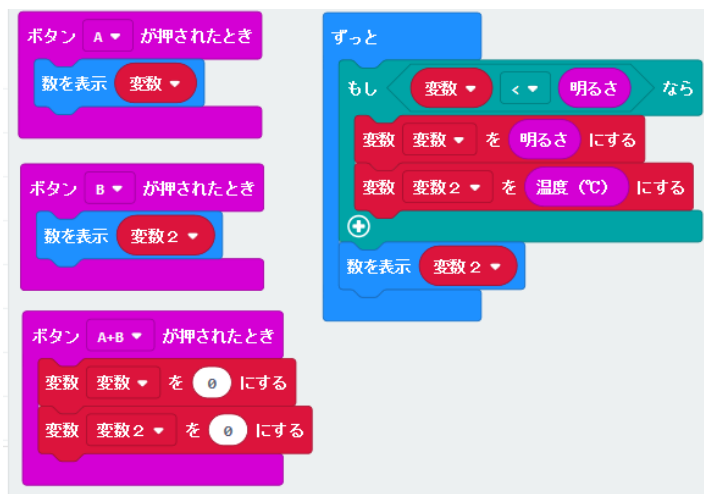 ボタン A が押されたとき
数を表示 変数
ボタン B が押されたとき
数を表示 変数2
ボタン A+B が押されたとき
変数 変数 を 0 にする
変数 変数2 を 0 にする
ずっと
もし 変数 < 明るさ なら
変数 変数 を 明るさ にする
変数 変数2 を 温度 (℃) にする
数を表示 変数2